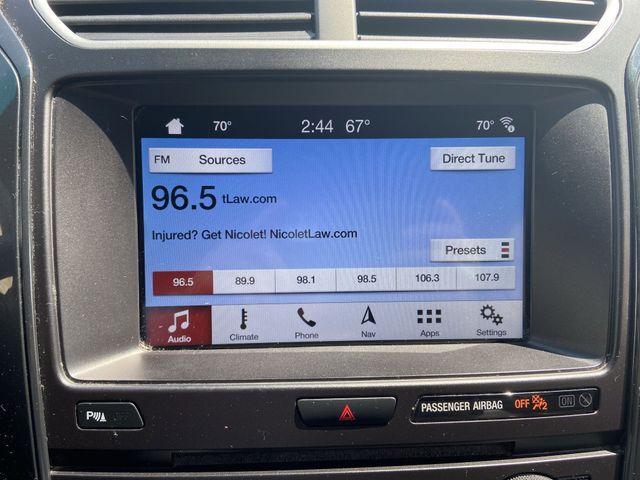 70° 2:44 67° 70°
FM Sources Direct Tune
96.5 tLaw.com
Injured? Get Nicolet! NicoletLaw.com
Presets
96.5 89.9 98.1 98.5 106.3 107.9
Audio Climate Phone Nav Apps Settings
P PASSENGER AIRBAG OFF 2 ON